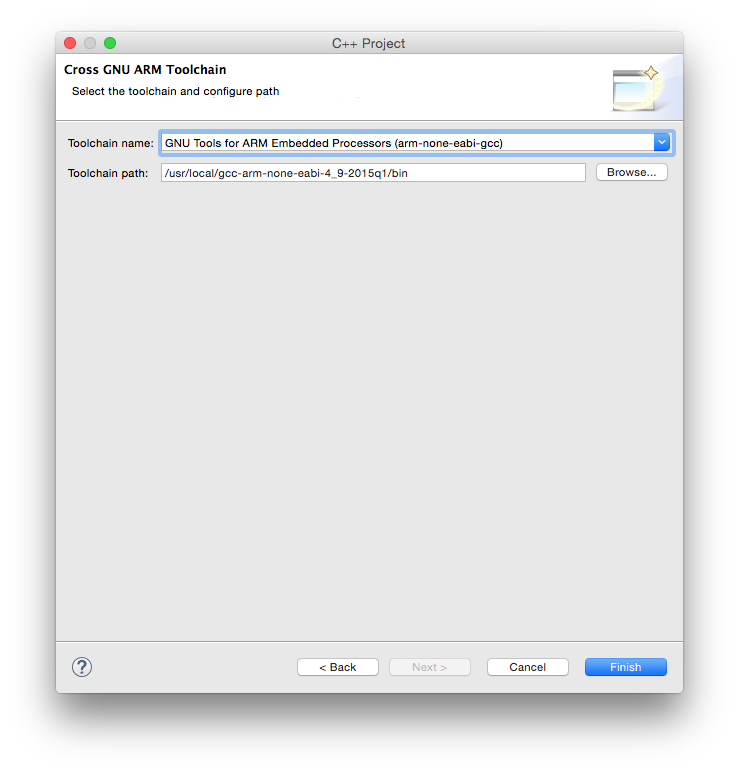 C++ Project
Cross GNU ARM Toolchain
Select the toolchain and configure path
Toolchain name: GNU Tools for ARM Embedded Processors (arm-none-eabi-gcc)
Toolchain path: /usr/local/gcc-arm-none-eabi-4_9-2015q1/bin Browse...
? < Back Next > Cancel Finish